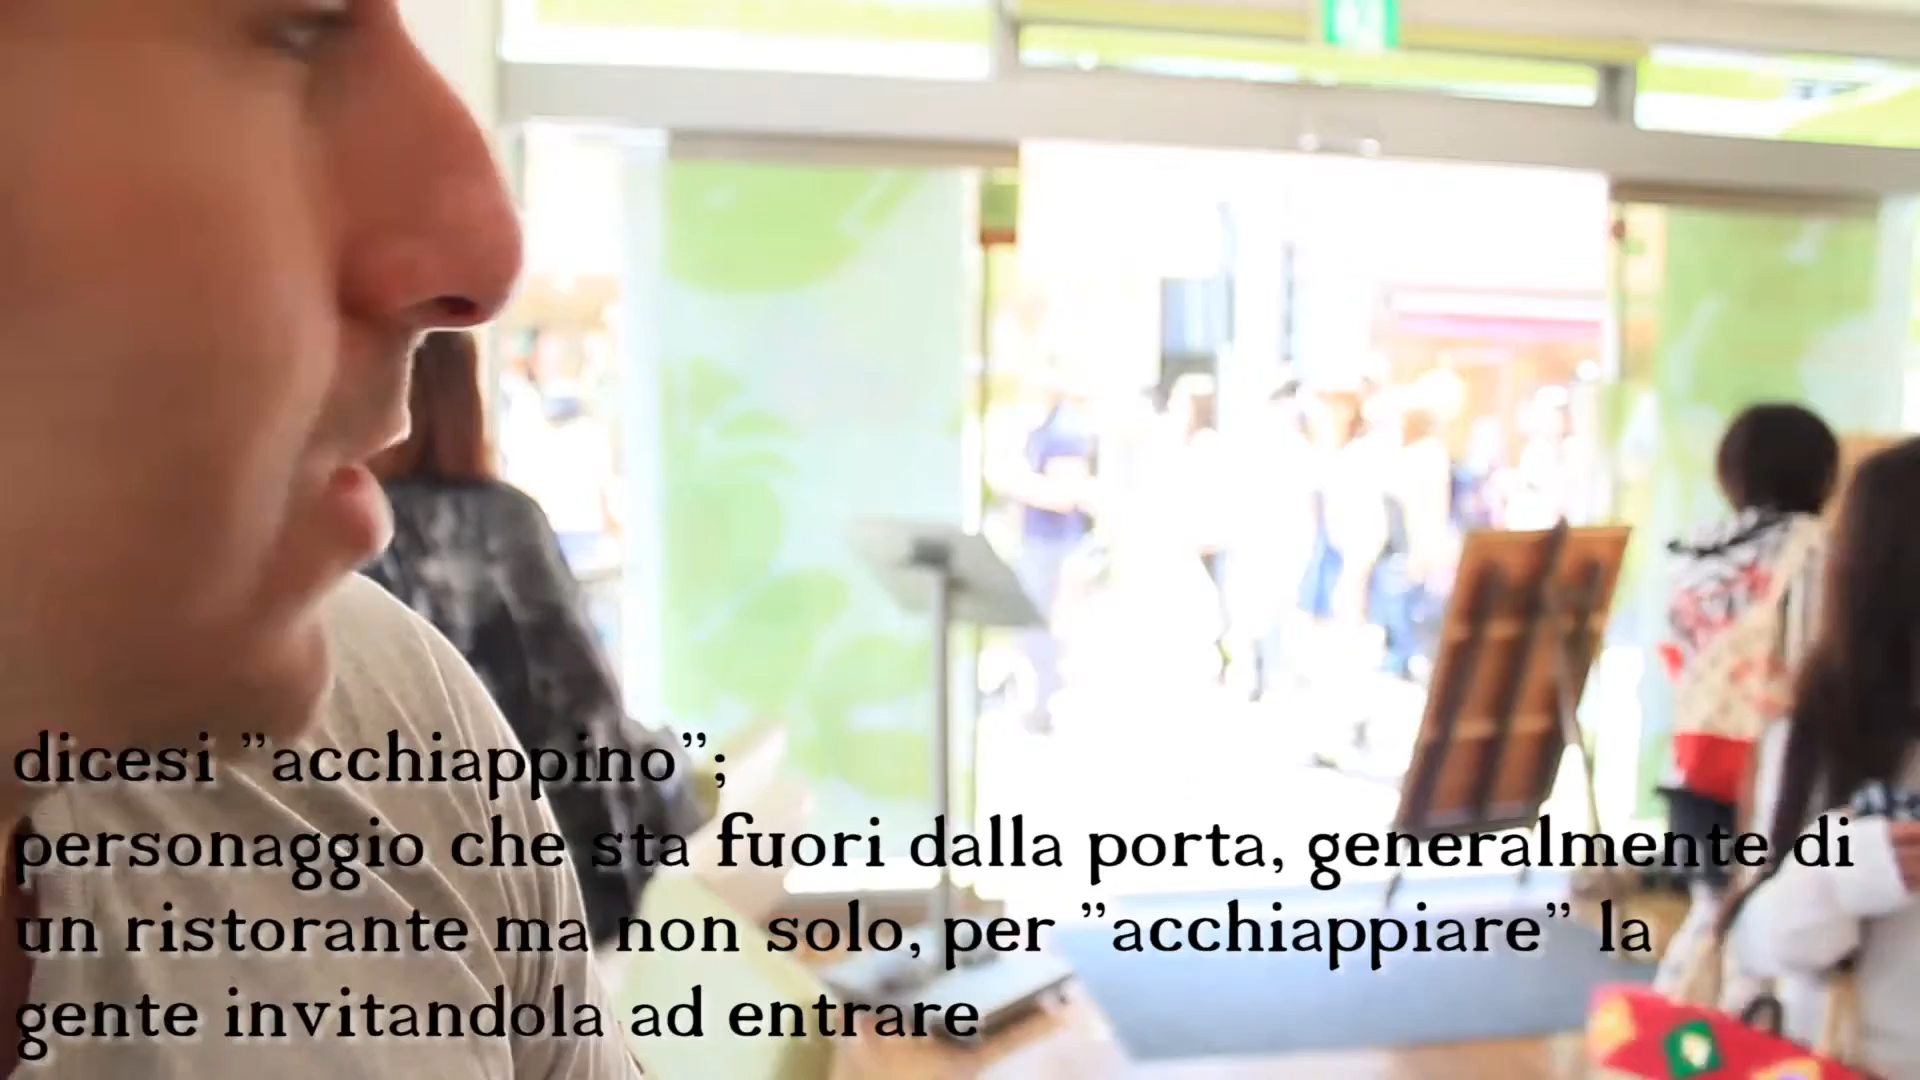 dicesi "acchiappino";
personaggio che sta fuori dalla porta, generalmente di
un ristorante ma non solo, per "acchiappiare" la
gente invitandola ad entrare